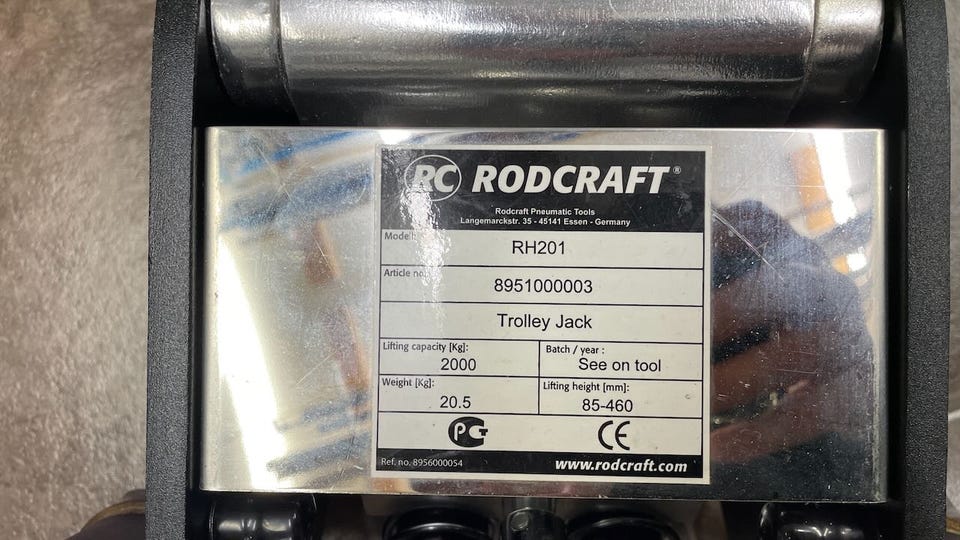 RC RODCRAFT®
Rodcraft Pneumatic Tools
Langemarckstr. 35 - 45141 Essen - Germany
Model:
RH201
Article no.
8951000003
Trolley Jack
Lifting capacity [Kg]:
2000
Batch / year :
See on tool
Weight [Kg]:
20.5
Lifting height [mm]:
85-460
PCT
CE
Ref. no. 8956000054
www.rodcraft.com